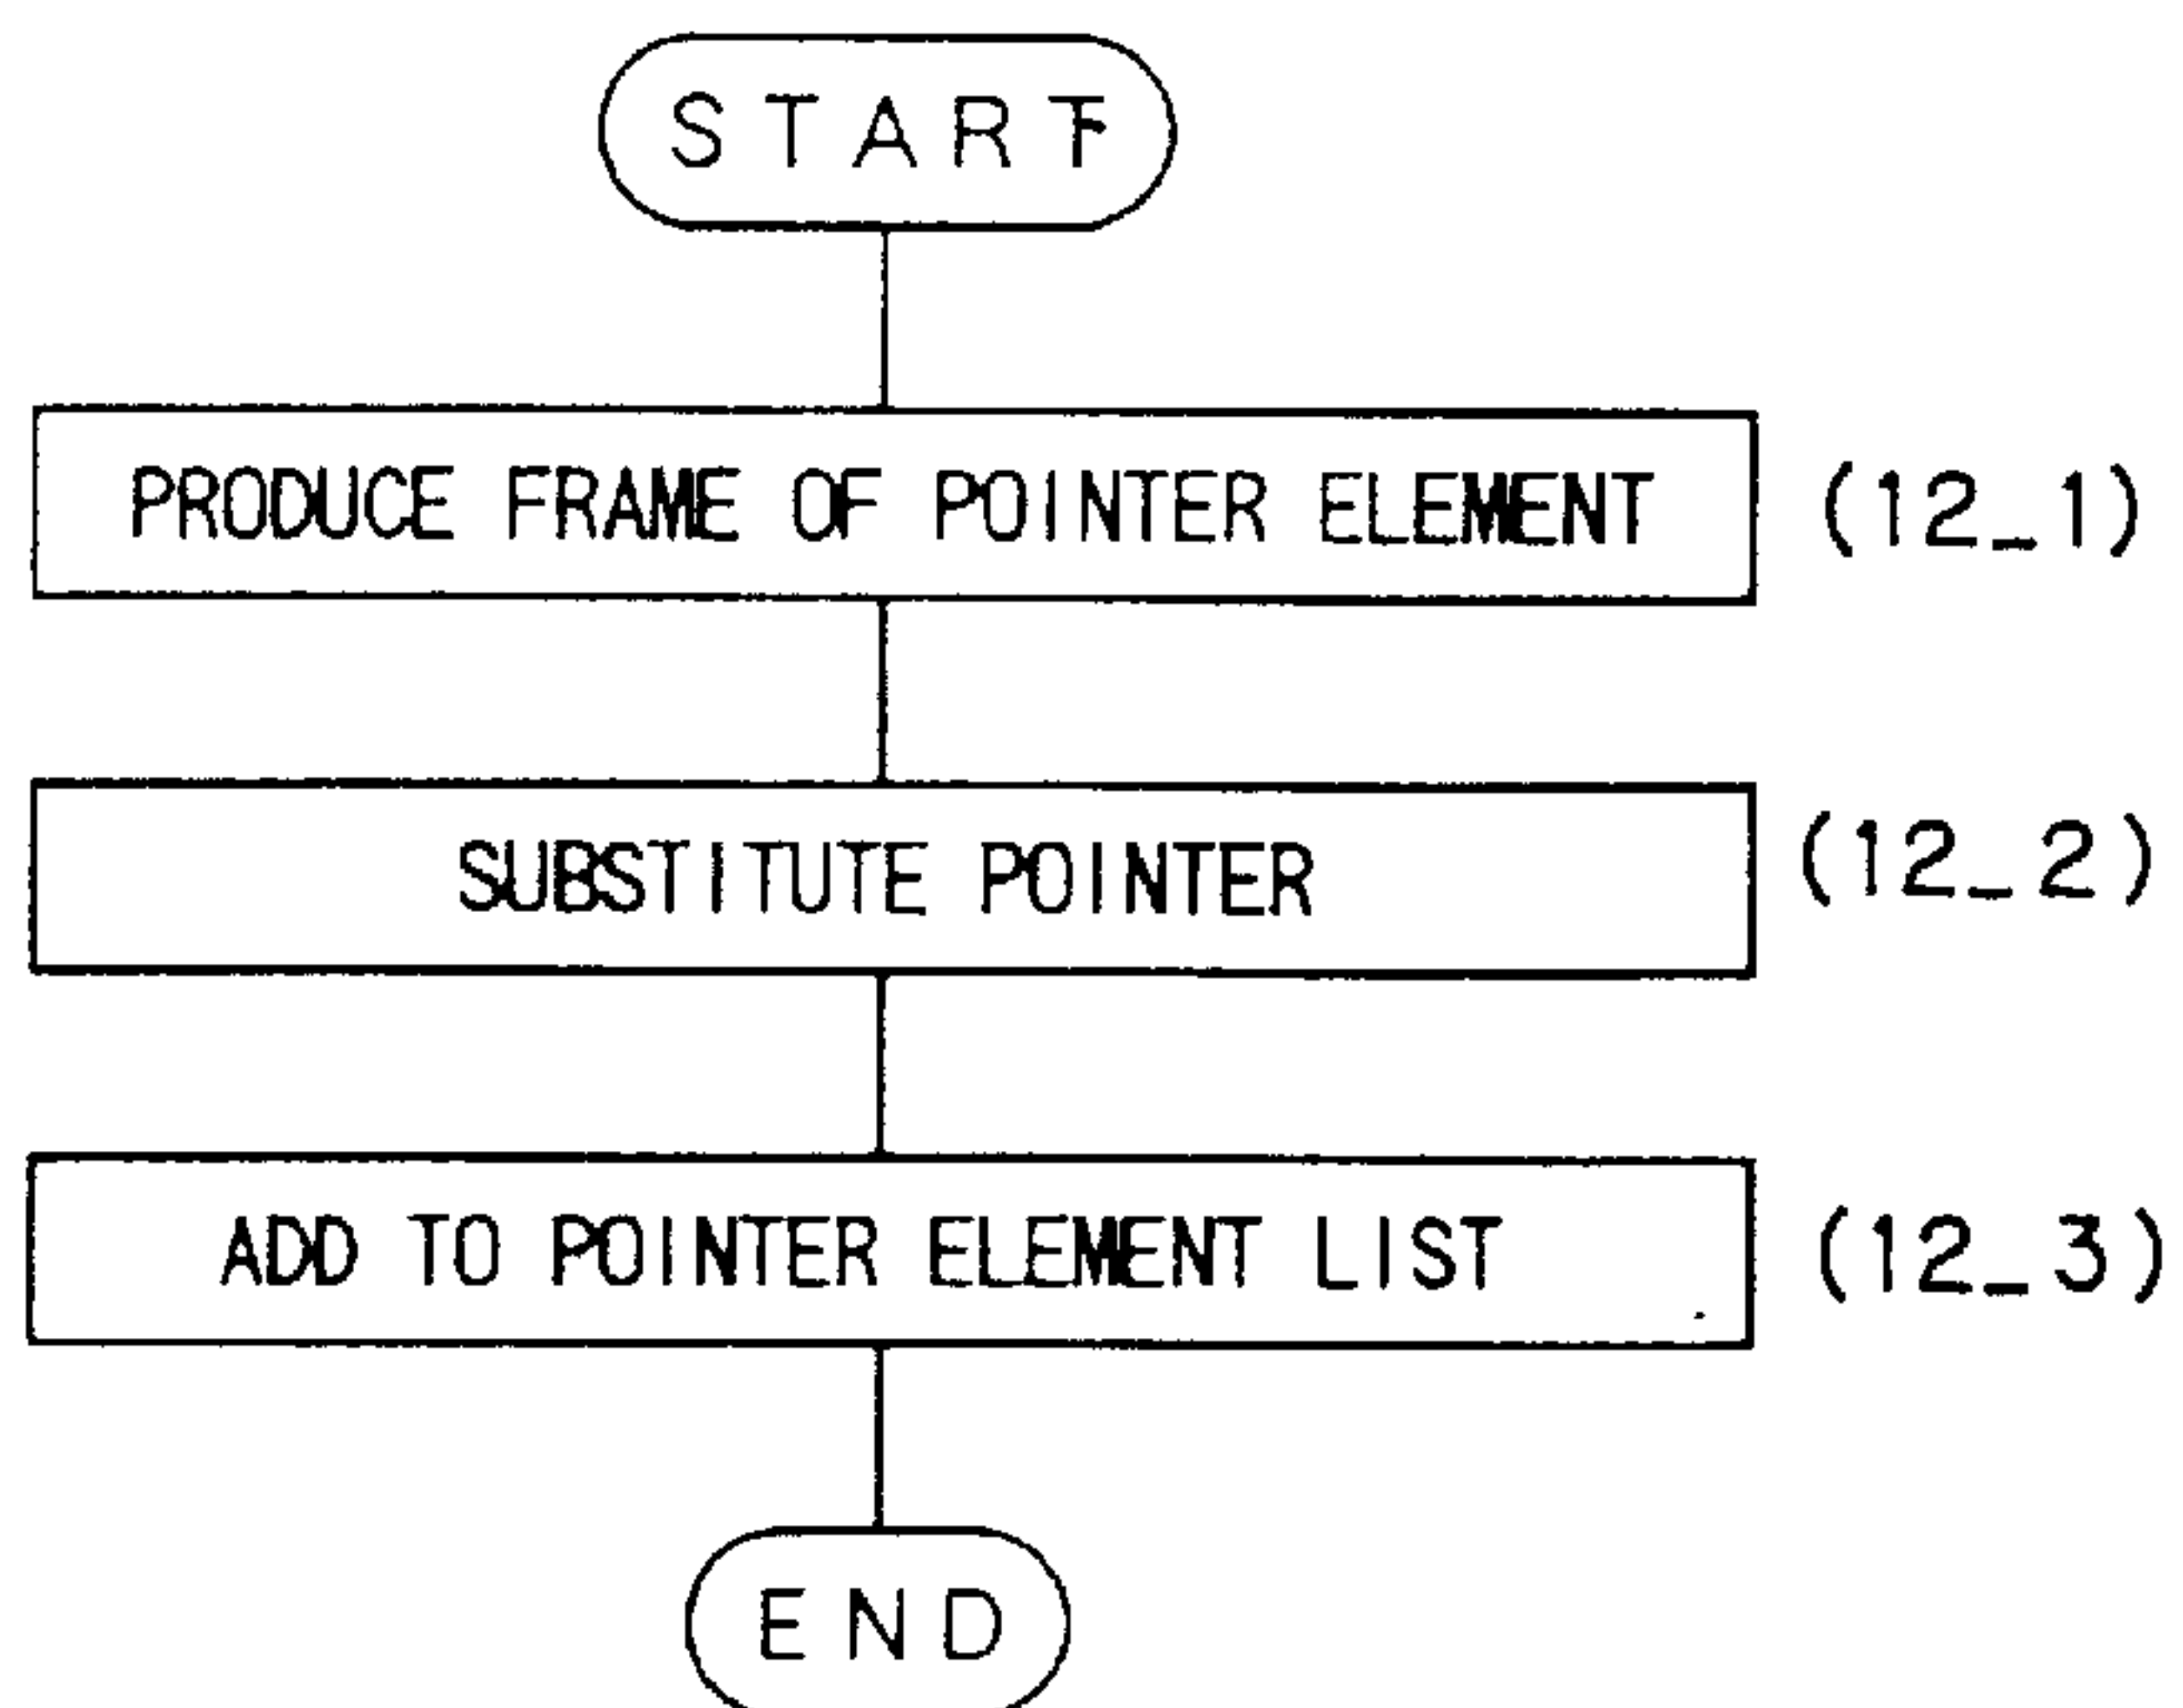 START
PRODUCE FRAME OF POINTER ELEMENT (12_1)
SUBSTITUTE POINTER (12_2)
ADD TO POINTER ELEMENT LIST (12_3)
END